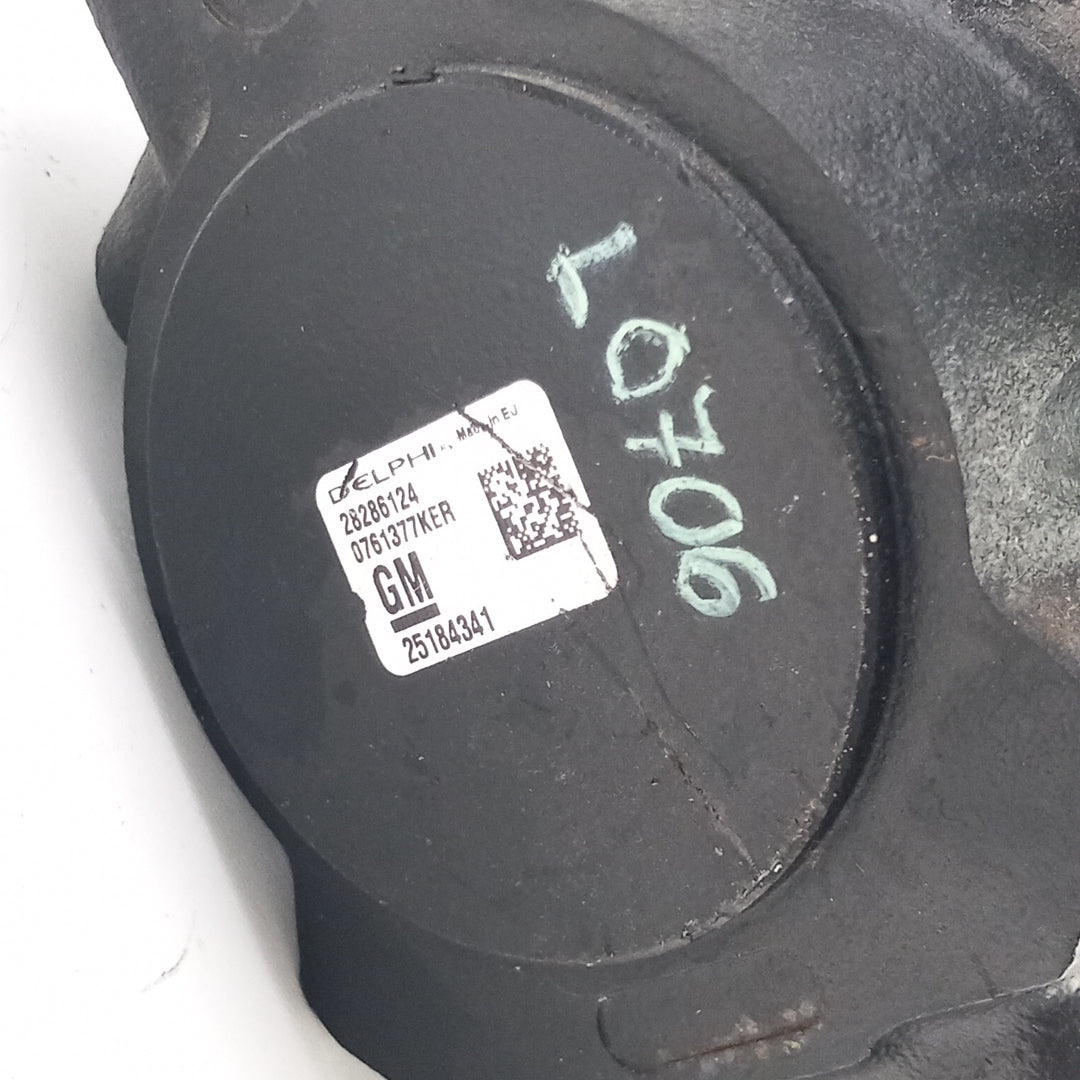 DELPHI Made In EU
28286124
0761377KER
GM
25184341
L0706